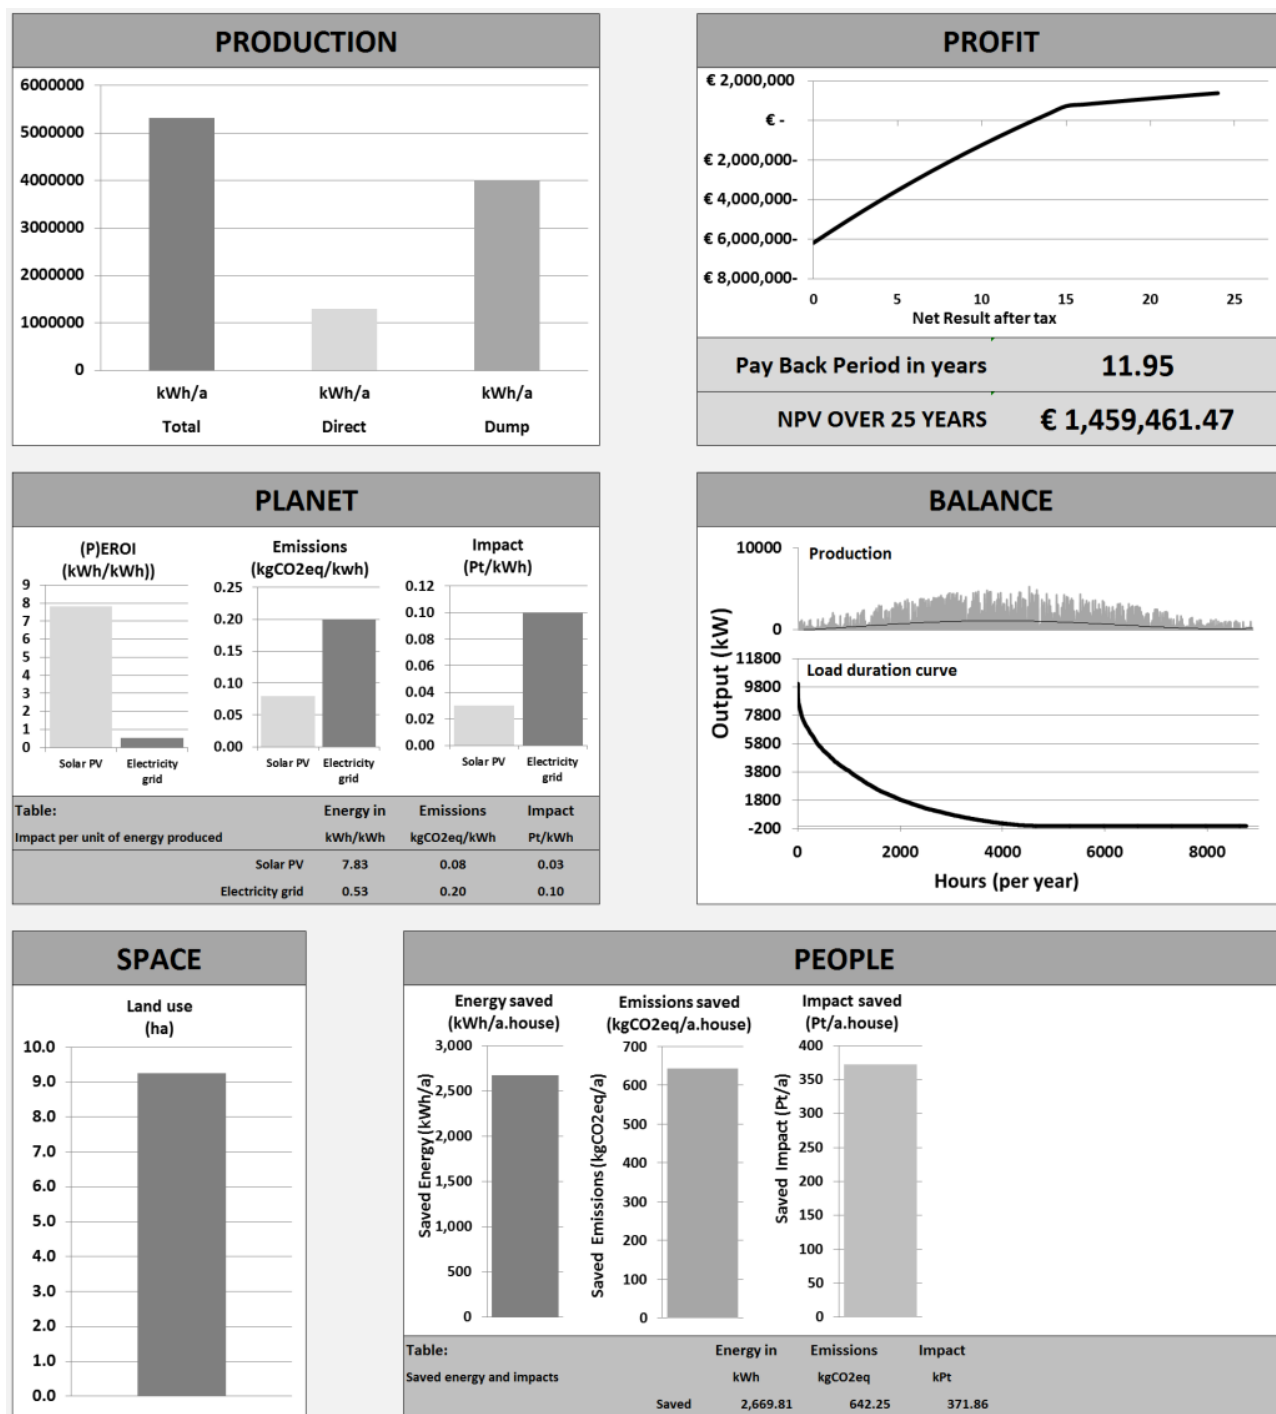 PRODUCTION
6000000
5000000
4000000
3000000
2000000
1000000
0
kWh/a kWh/a kWh/a
Total Direct Dump
PROFIT
€ 2,000,000
€ -
€ 2,000,000-
€ 4,000,000-
€ 6,000,000-
€ 8,000,000-
0 5 10 15 20 25
Net Result after tax
Pay Back Period in years 11.95
NPV OVER 25 YEARS € 1,459,461.47
PLANET
(P)EROI
(kWh/kWh))
9
8
7
6
5
4
3
2
1
0
Solar PV Electricity
grid
Emissions
(kgCO2eq/kwh)
0.25
0.20
0.15
0.10
0.05
0.00
Solar PV Electricity
grid
Impact
(Pt/kWh)
0.12
0.10
0.08
0.06
0.04
0.02
0.00
Solar PV Electricity
grid
Table: Energy in Emissions Impact
Impact per unit of energy produced kWh/kWh kgCO2eq/kWh Pt/kWh
Solar PV 7.83 0.08 0.03
Electricity grid 0.53 0.20 0.10
BALANCE
Output (kW)
10000
Production
0
11800
Load duration curve
9800
7800
5800
3800
1800
-200
0 2000 4000 6000 8000
Hours (per year)
SPACE
Land use
(ha)
10.0
9.0
8.0
7.0
6.0
5.0
4.0
3.0
2.0
1.0
0.0
PEOPLE
Energy saved
(kWh/a.house)
Saved Energy (kWh/a)
3,000
2,500
2,000
1,500
1,000
500
0
Emissions saved
(kgCO2eq/a.house)
Saved Emissions (kgCO2eq/a)
700
600
500
400
300
200
100
0
Impact saved
(Pt/a.house)
Saved Impact (Pt/a)
400
350
300
250
200
150
100
50
0
Table: Energy in Emissions Impact
Saved energy and impacts kWh kgCO2eq kPt
Saved 2,669.81 642.25 371.86